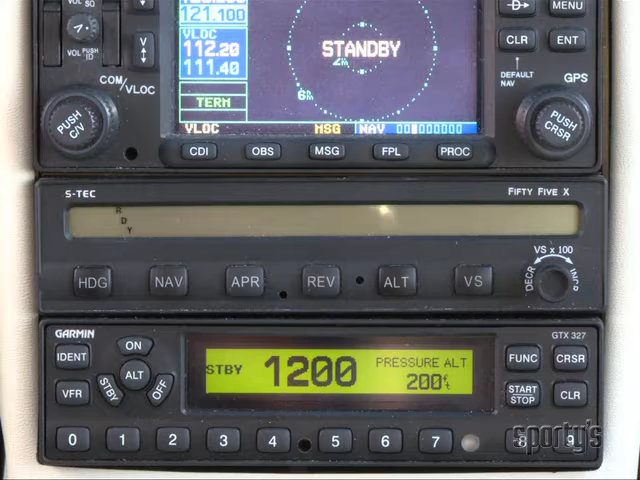 VOL SQ
121.100
MENU
VLOC
112.20
111.40
STANDBY
VOL PUSH
ID
V
CLR
ENT
DEFAULT
NAV
COM
/VLOC
6
TERM
GPS
PUSH
C/V
PUSH
CRSR
VLOC MSG NAV
CDI OBS MSG FPL PROC
S-TEC
FIFTY FIVE X
RDY
VS x 100
DECR INCR
HDG NAV APR REV ALT VS
GARMIN
GTX 327
IDENT
ON
STBY
ALT
OFF
VFR
STBY 1200 PRESSURE ALT
200ft
FUNC CRSR
START
STOP
CLR
0 1 2 3 4 5 6 7 8 9
sporty's